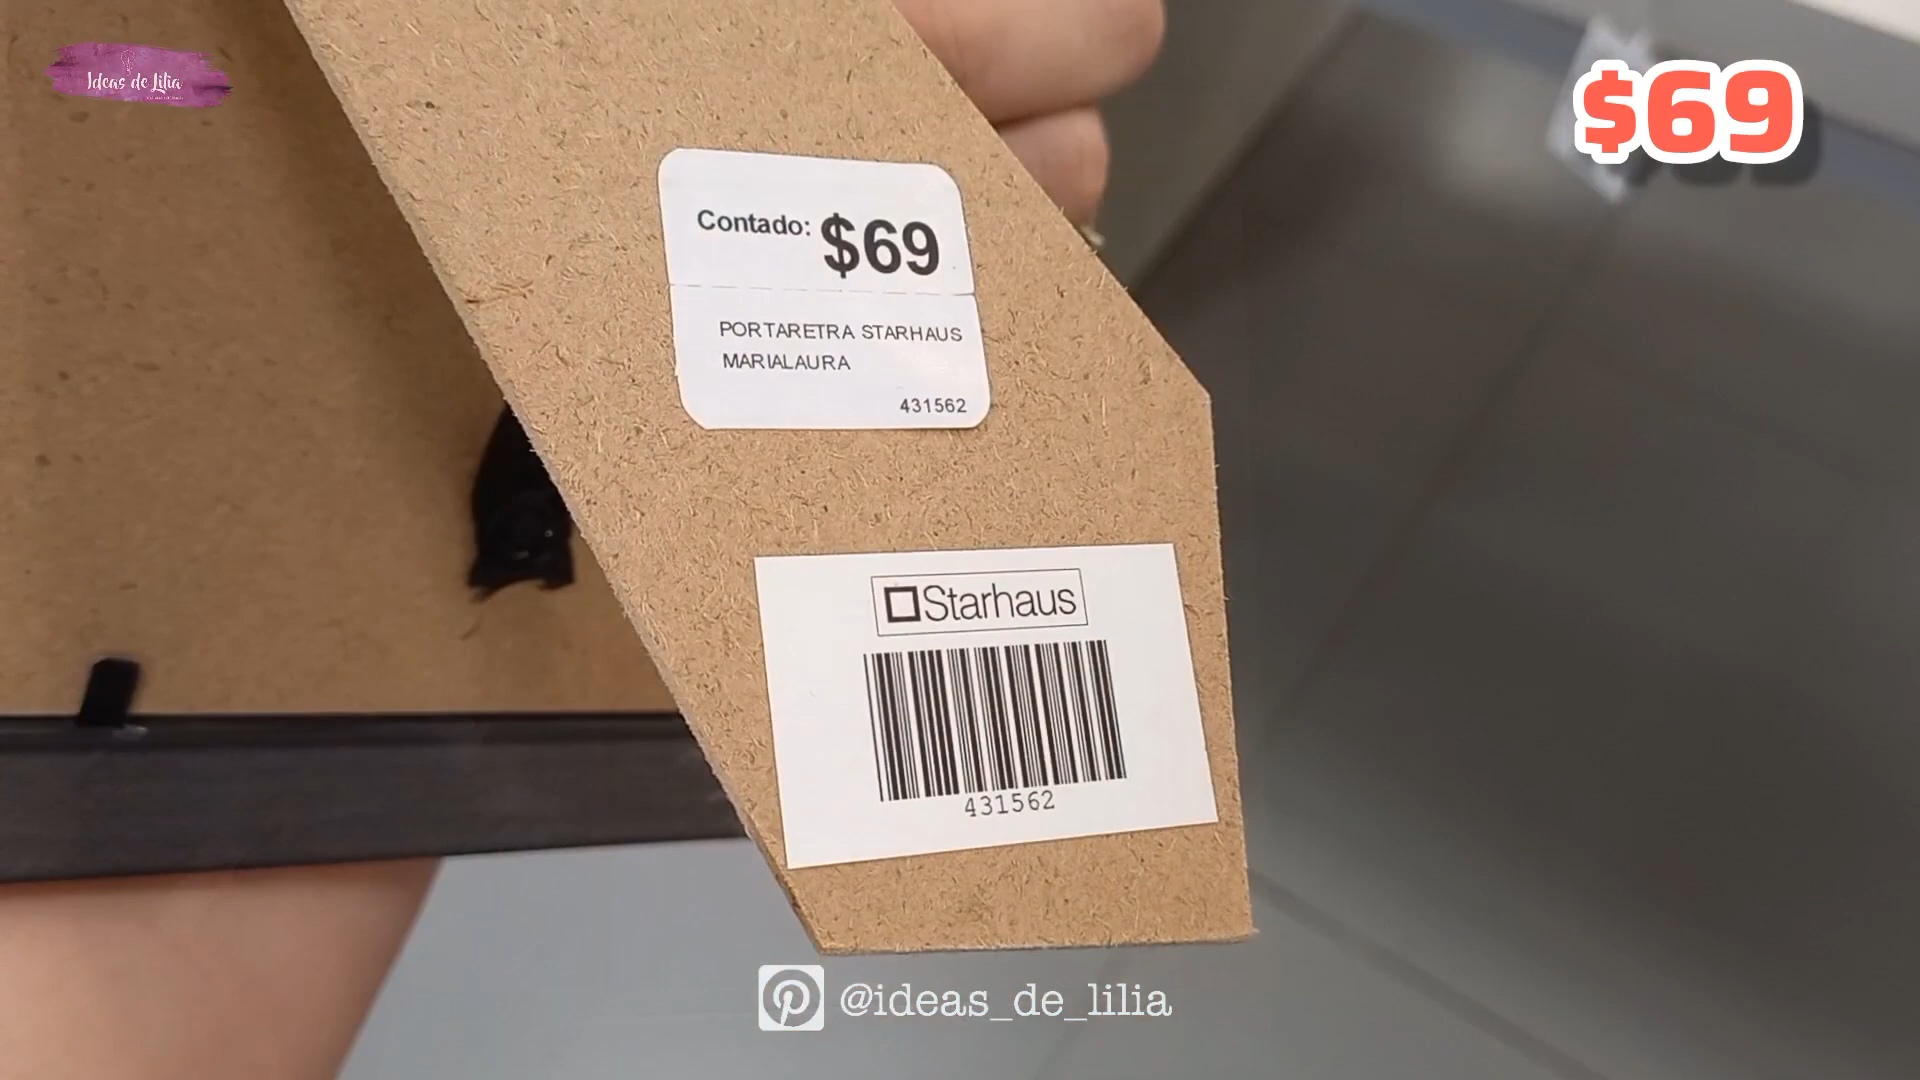 Ideas de Lilia
$69
Contado: $69
PORTARETRA STARHAUS
MARIALAURA
431562
Starhaus
431562
@ideas_de_lilia